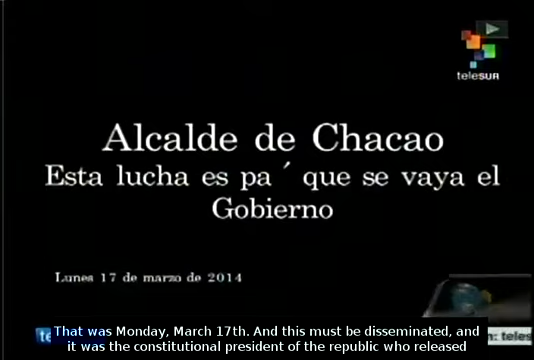 telesUR
Alcalde de Chacao
Esta lucha es pa´ que se vaya el
Gobierno
Lunes 17 de marzo de 2014
That was Monday, March 17th. And this must be disseminated, and
it was the constitutional president of the republic who released